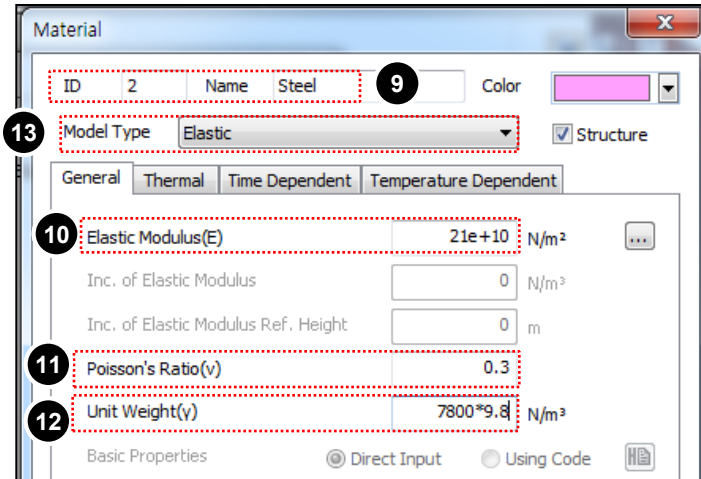 Material
ID 2 Name Steel 9 Color
13 Model Type Elastic Structure
General Thermal Time Dependent Temperature Dependent
10 Elastic Modulus(E) 21e+10 N/m² ...
Inc. of Elastic Modulus 0 N/m³
Inc. of Elastic Modulus Ref. Height 0 m
11 Poisson's Ratio(ν) 0.3
12 Unit Weight(γ) 7800*9.8 N/m³
Basic Properties Direct Input Using Code